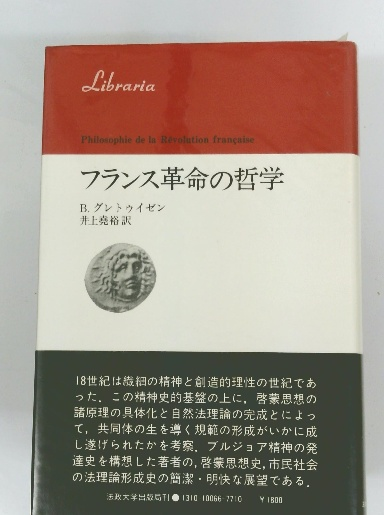 Libraria
Philosophie de la Révolution française
フランス革命の哲学
B. グレトゥイゼン
井上堯裕訳
18世紀は繊細の精神と創造的理性の世紀であ
った．この精神史的基盤の上に，啓蒙思想の
諸原理の具体化と自然法理論の完成とによっ
て，共同体の生を導く規範の形成がいかに成
し遂げられたかを考察．ブルジョア精神の発
達史を構想した著者の，啓蒙思想史，市民社会
の法理論形成史の簡潔・明快な展望である．
法政大学出版局刊●1310-10066-7710 ￥1800